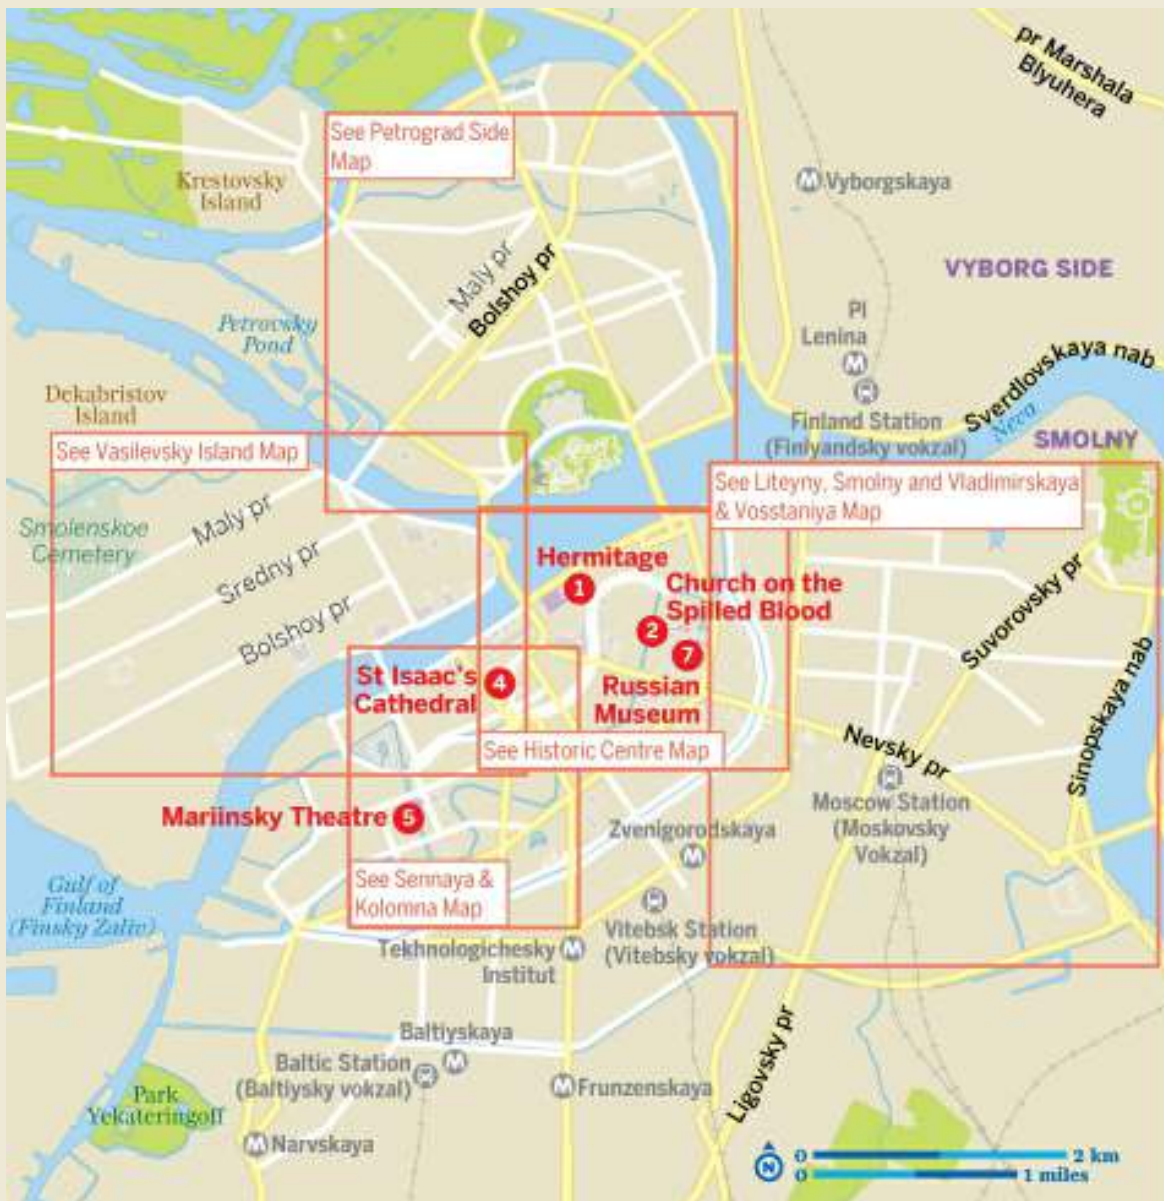 pr Marshala
Blyuhera
See Petrograd Side
Map
Krestovsky
Island
Vyborgskaya
VYBORG SIDE
Maly pr
Bolshoy pr
Petrovsky
Pond
Pl
Lenina
Sverdlovskaya nab
Neva
Dekabristov
Island
Finland Station
(Finlyandsky vokzal)
SMOLNY
See Vasilevsky Island Map
See Liteyny, Smolny and Vladimirskaya
& Vosstaniya Map
Smolenskoe
Cemetery
Maly pr
Sredny pr
Bolshoy pr
Hermitage
1
Church on the
Spilled Blood
2
7
Russian
Museum
St Isaac's
Cathedral
4
Suvorovsky pr
Sinopskaya nab
See Historic Centre Map
Nevsky pr
Moscow Station
(Moskovsky
Vokzal)
Mariinsky Theatre
5
Zvenigorodskaya
See Sennaya &
Kolomna Map
Gulf of
Finland
(Finsky Zaliv)
Vitebsk Station
(Vitebsky vokzal)
Tekhnologichesky
Institut
Baltiyskaya
Baltic Station
(Baltiysky vokzal)
Frunzenskaya
Ligovsky pr
Park
Yekateringoff
Narvskaya
N
0 2 km
0 1 miles